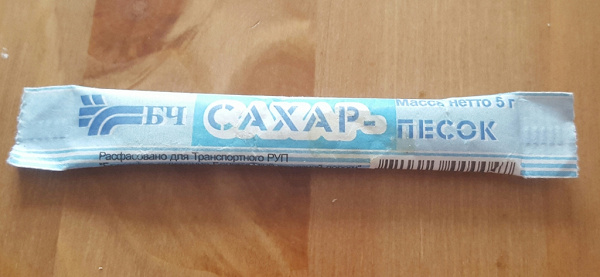 БЧ
САХАР-
Масса нетто 5 г
ПЕСОК
Расфасовано для Транспортного РУП